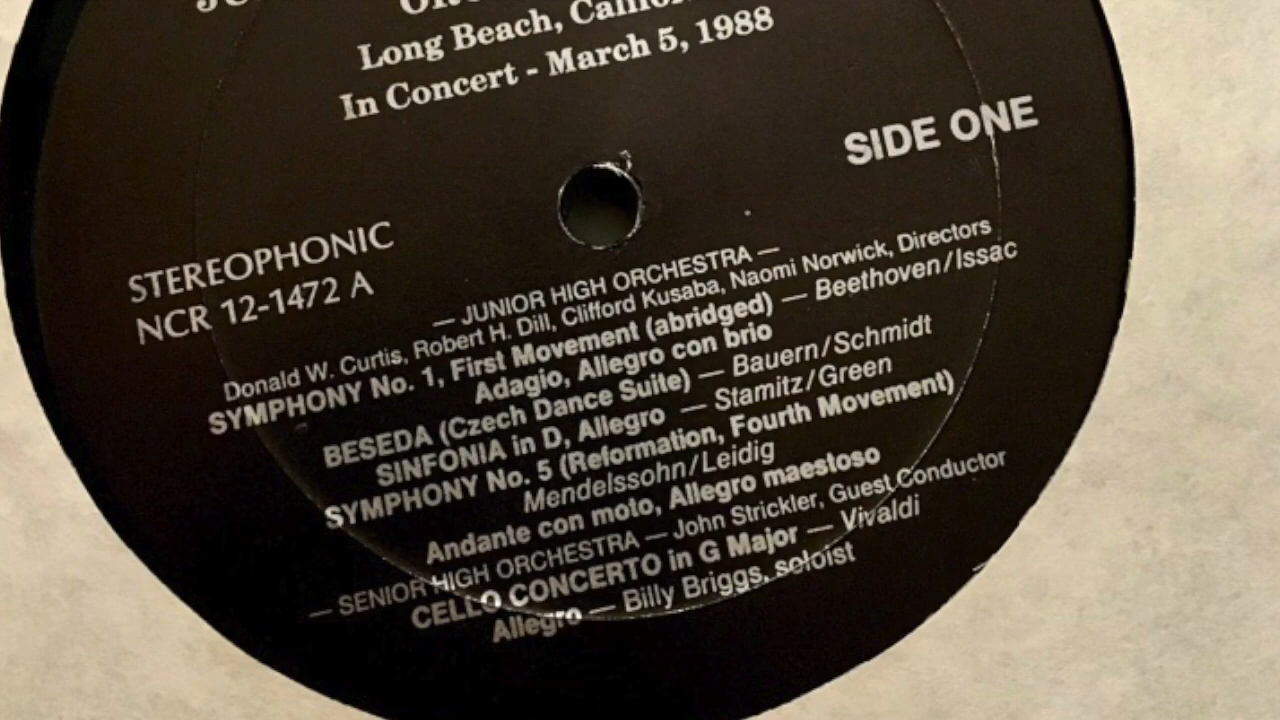 Long Beach,
In Concert - March 5, 1988
SIDE ONE
STEREOPHONIC
NCR 12-1472 A
— JUNIOR HIGH ORCHESTRA —
Donald W. Curtis, Robert H. Dill, Clifford Kusaba, Naomi Norwick, Directors
SYMPHONY No. 1, First Movement (abridged) — Beethoven/Issac
Adagio, Allegro con brio
BESEDA (Czech Dance Suite) — Bauern/Schmidt
SINFONIA in D, Allegro — Stamitz/Green
SYMPHONY No. 5 (Reformation, Fourth Movement)
Mendelssohn/Leidig
Andante con moto, Allegro maestoso
— SENIOR HIGH ORCHESTRA — John Strickler, Guest Conductor
CELLO CONCERTO in G Major — Vivaldi
Allegro — Billy Briggs, soloist